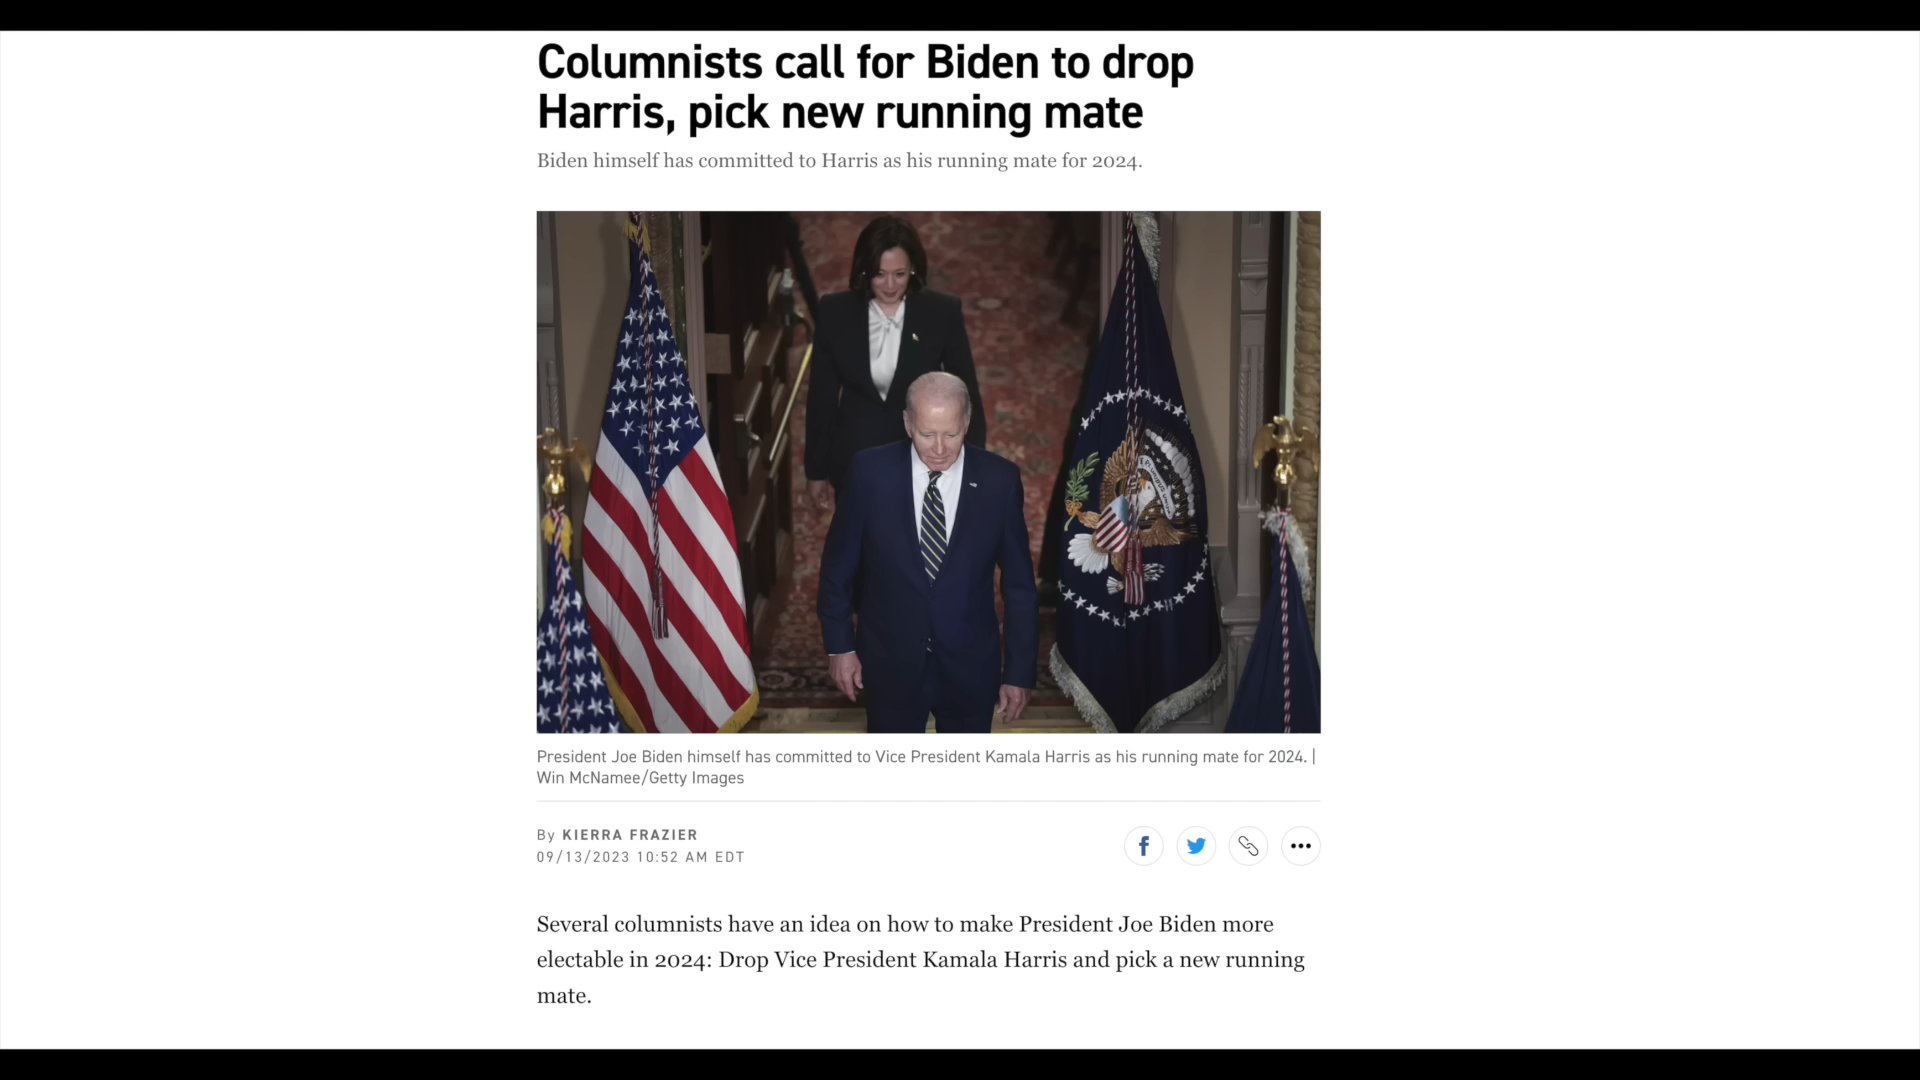 Columnists call for Biden to drop
Harris, pick new running mate
Biden himself has committed to Harris as his running mate for 2024.
President Joe Biden himself has committed to Vice President Kamala Harris as his running mate for 2024. |
Win McNamee/Getty Images
By KIERRA FRAZIER
09/13/2023 10:52 AM EDT
Several columnists have an idea on how to make President Joe Biden more
electable in 2024: Drop Vice President Kamala Harris and pick a new running
mate.